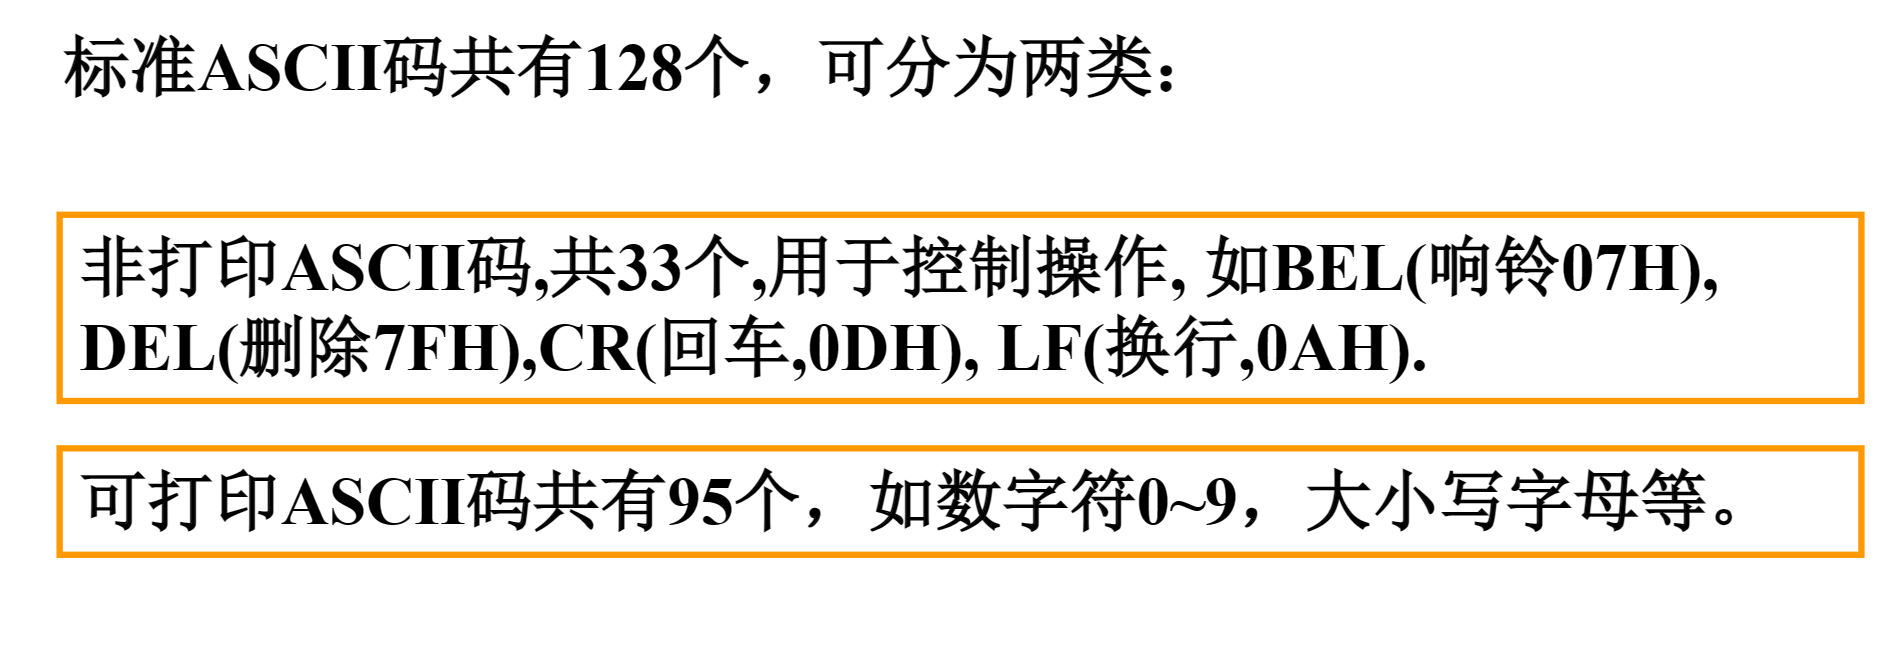 标准ASCII码共有128个，可分为两类：
非打印ASCII码,共33个,用于控制操作, 如BEL(响铃07H),
DEL(删除7FH),CR(回车,0DH), LF(换行,0AH).
可打印ASCII码共有95个，如数字符0~9，大小写字母等。